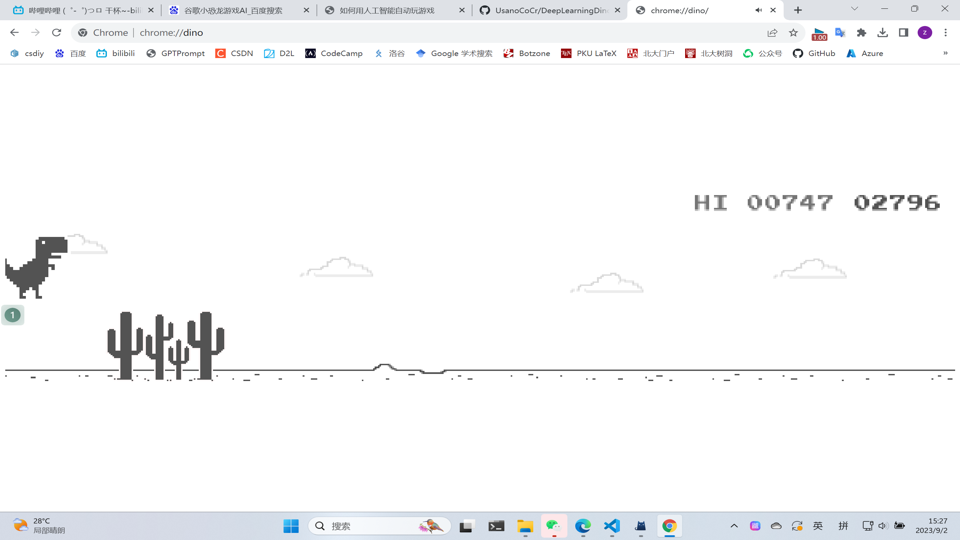 哔哩哔哩 (゜-゜)つロ 干杯~-bili
谷歌小恐龙游戏AI_百度搜索
如何用人工智能自动玩游戏
UsanoCoCr/DeepLearningDino
chrome://dino/
Chrome | chrome://dino
1.00
z
csdiy
百度
bilibili
GPTPrompt
CSDN
D2L
CodeCamp
洛谷
Google 学术搜索
Botzone
PKU LaTeX
北大门户
北大树洞
公众号
GitHub
Azure
»
HI 00747 02796
1
28°C
局部晴朗
搜索
英
拼
15:27
2023/9/2